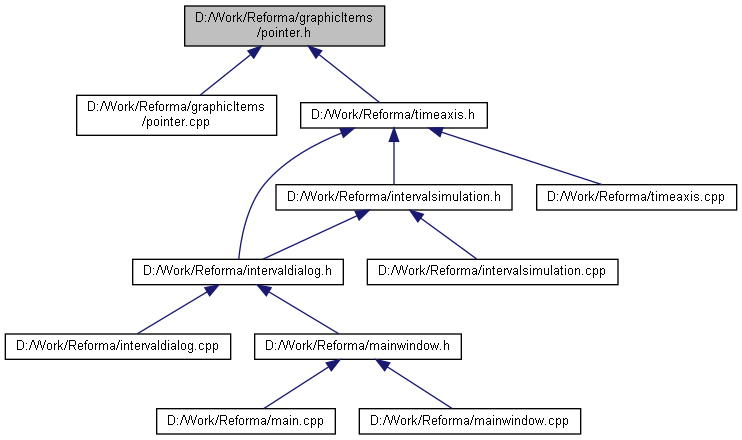 D:/Work/Reforma/graphicItems
/pointer.h
D:/Work/Reforma/graphicItems
/pointer.cpp
D:/Work/Reforma/timeaxis.h
D:/Work/Reforma/intervalsimulation.h
D:/Work/Reforma/timeaxis.cpp
D:/Work/Reforma/intervaldialog.h
D:/Work/Reforma/intervalsimulation.cpp
D:/Work/Reforma/intervaldialog.cpp
D:/Work/Reforma/mainwindow.h
D:/Work/Reforma/main.cpp
D:/Work/Reforma/mainwindow.cpp